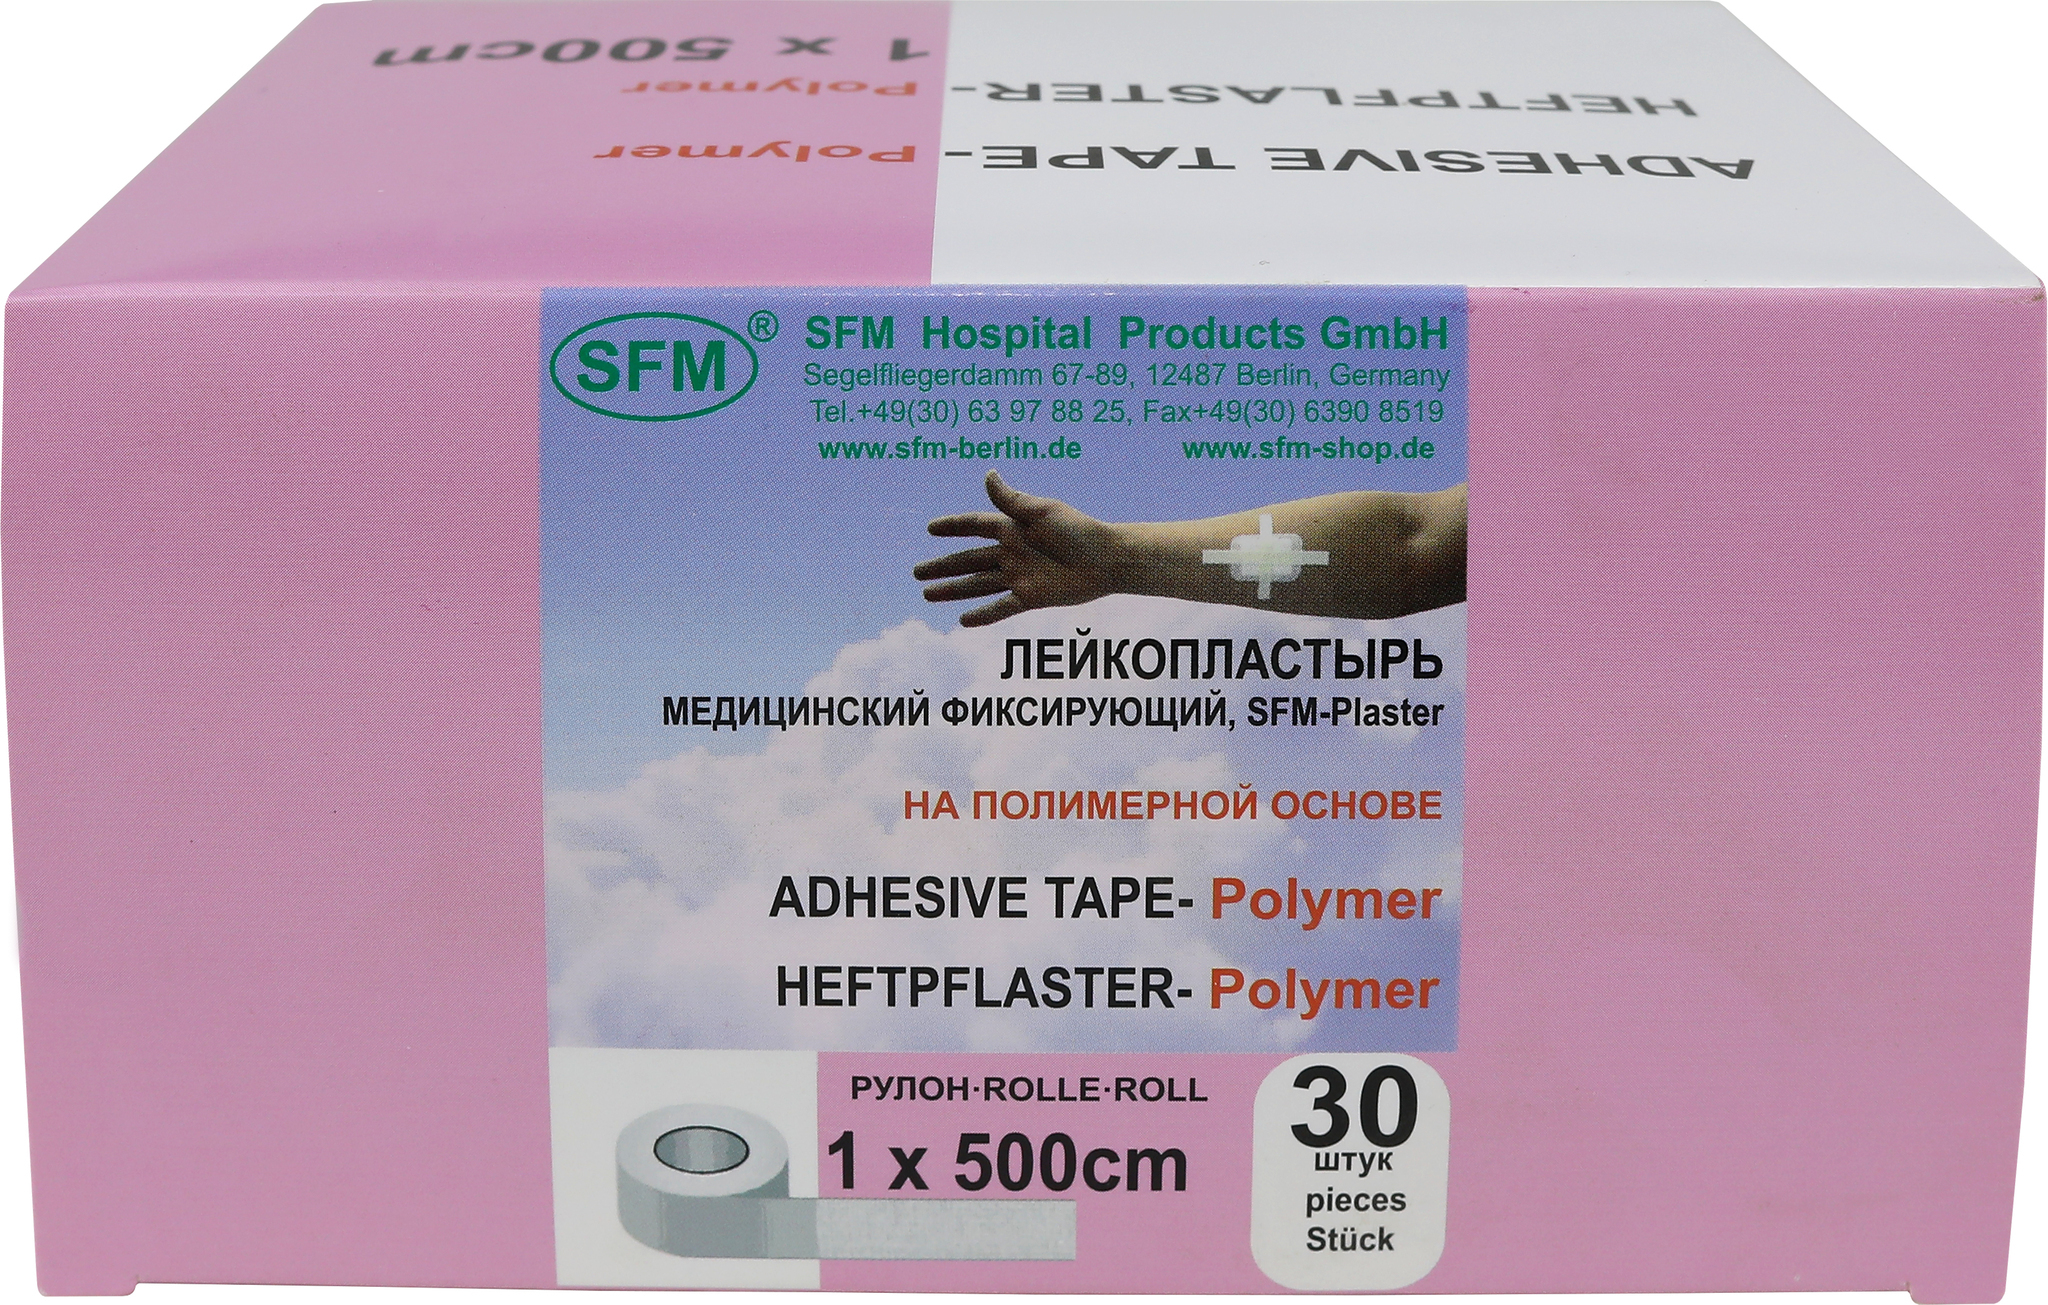 1 x 500cm
HEFTPFLASTER- Polymer
ADHESIVE TAPE- Polymer
SFM®
SFM Hospital Products GmbH
Segelfliegerdamm 67-89, 12487 Berlin, Germany
Tel.+49(30) 63 97 88 25, Fax+49(30) 6390 8519
www.sfm-berlin.de www.sfm-shop.de
ЛЕЙКОПЛАСТЫРЬ
МЕДИЦИНСКИЙ ФИКСИРУЮЩИЙ, SFM-Plaster
НА ПОЛИМЕРНОЙ ОСНОВЕ
ADHESIVE TAPE- Polymer
HEFTPFLASTER- Polymer
РУЛОН·ROLLE·ROLL
1 x 500cm
30
штук
pieces
Stück